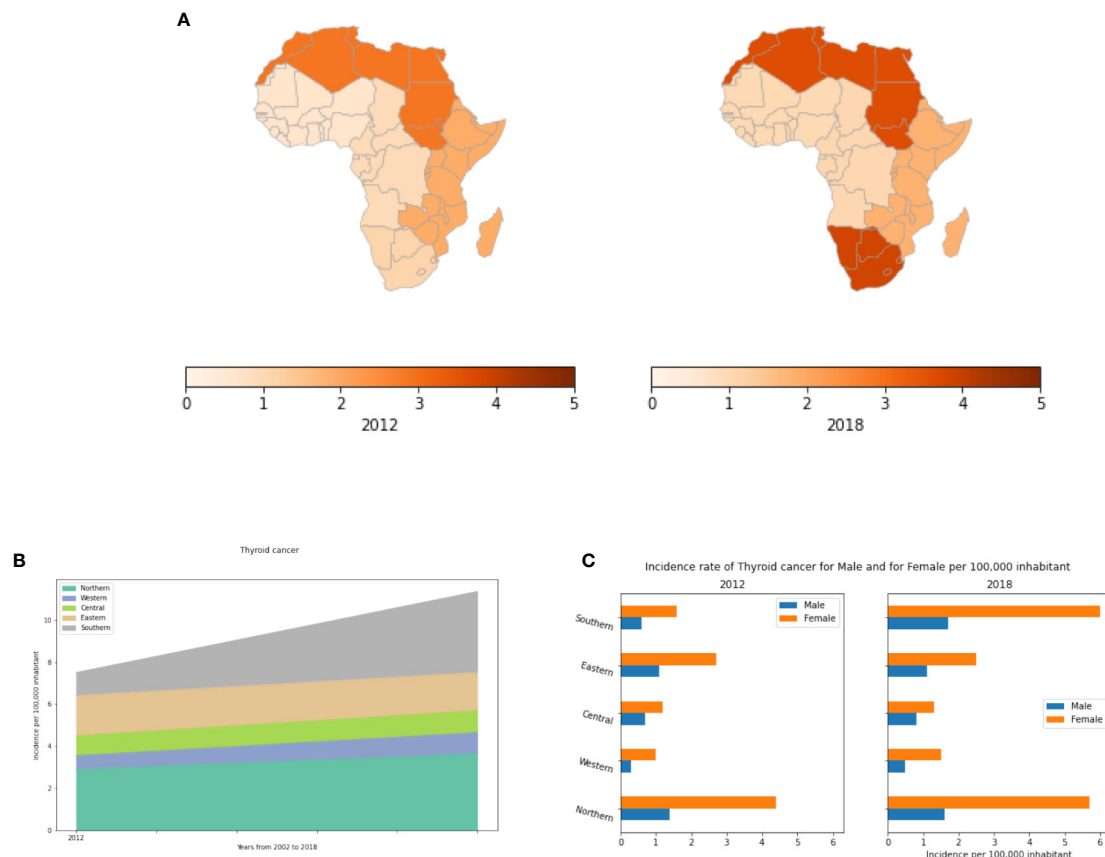 A
0 1 2 3 4 5
2012
0 1 2 3 4 5
2018
B
Thyroid cancer
Northern
Western
Central
Eastern
Southern
Incidence per 100,000 inhabitant
10
8
6
4
2
0
2012
Years from 2002 to 2018
C
Incidence rate of Thyroid cancer for Male and for Female per 100,000 inhabitant
2012
Male
Female
Southern
Eastern
Central
Western
Northern
0 1 2 3 4 5 6
2018
Male
Female
0 1 2 3 4 5 6
Incidence per 100,000 inhabitant